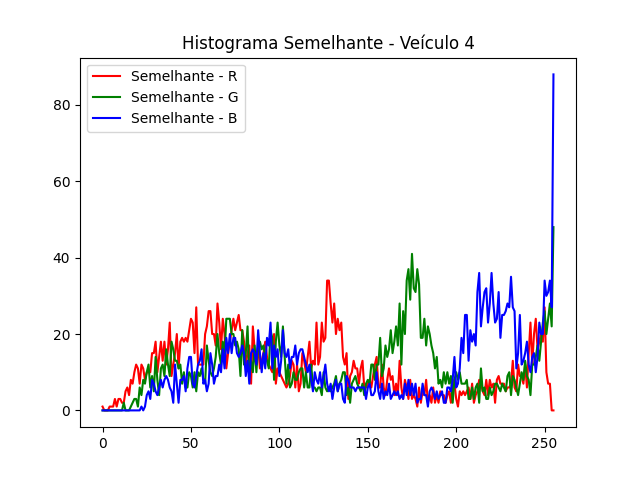 Histograma Semelhante - Veículo 4
Semelhante - R
Semelhante - G
Semelhante - B
80
60
40
20
0
0 50 100 150 200 250